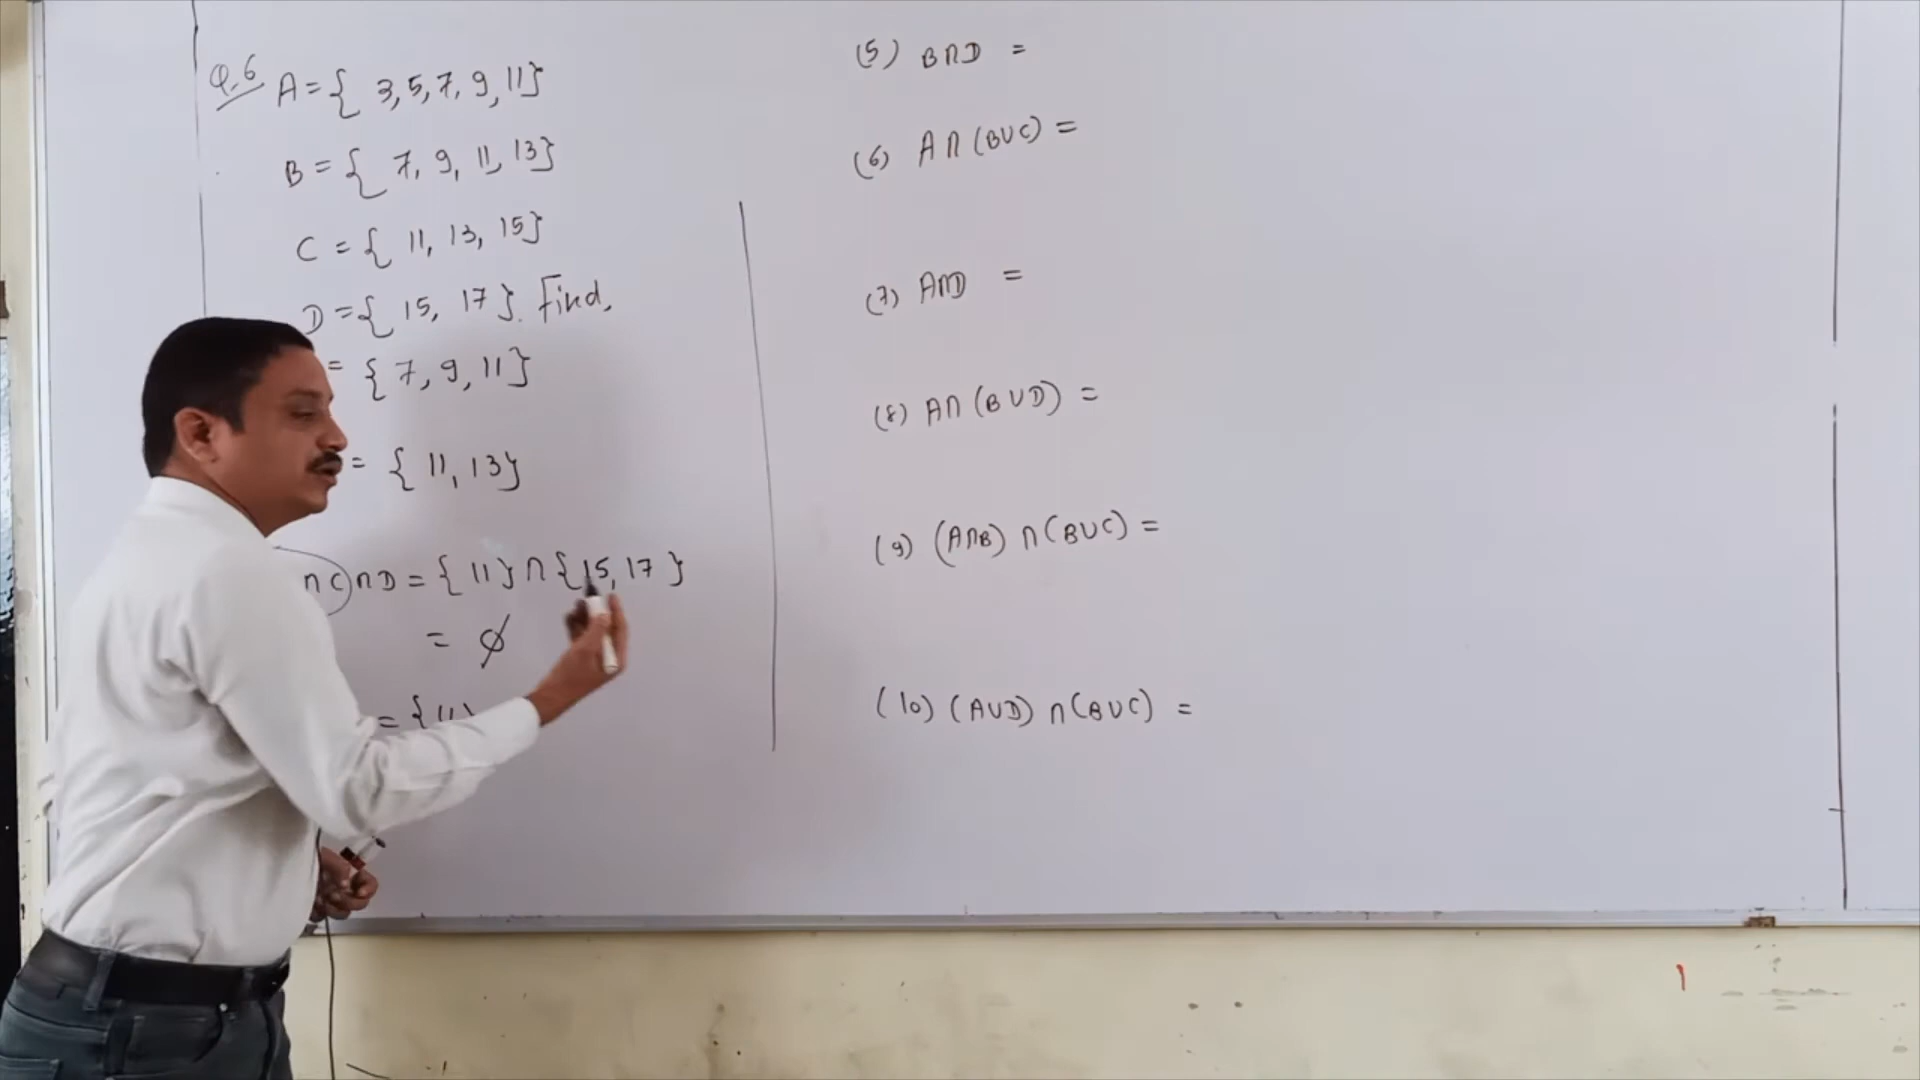 Q.6 A = { 3, 5, 7, 9, 11}
B = { 7, 9, 11, 13}
C = { 11, 13, 15}
D = { 15, 17}. Find,
= { 7, 9, 11}
= { 11, 13}
∩ C) ∩ D = { 11} ∩ {15, 17 }
= ϕ
= {11}
(5) B∩D =
(6) A ∩ (B∪C) =
(7) A∩D =
(8) A∩ (B∪D) =
(9) (A∩B) ∩ (B∪C) =
(10) (A∪D) ∩ (B∪C) =